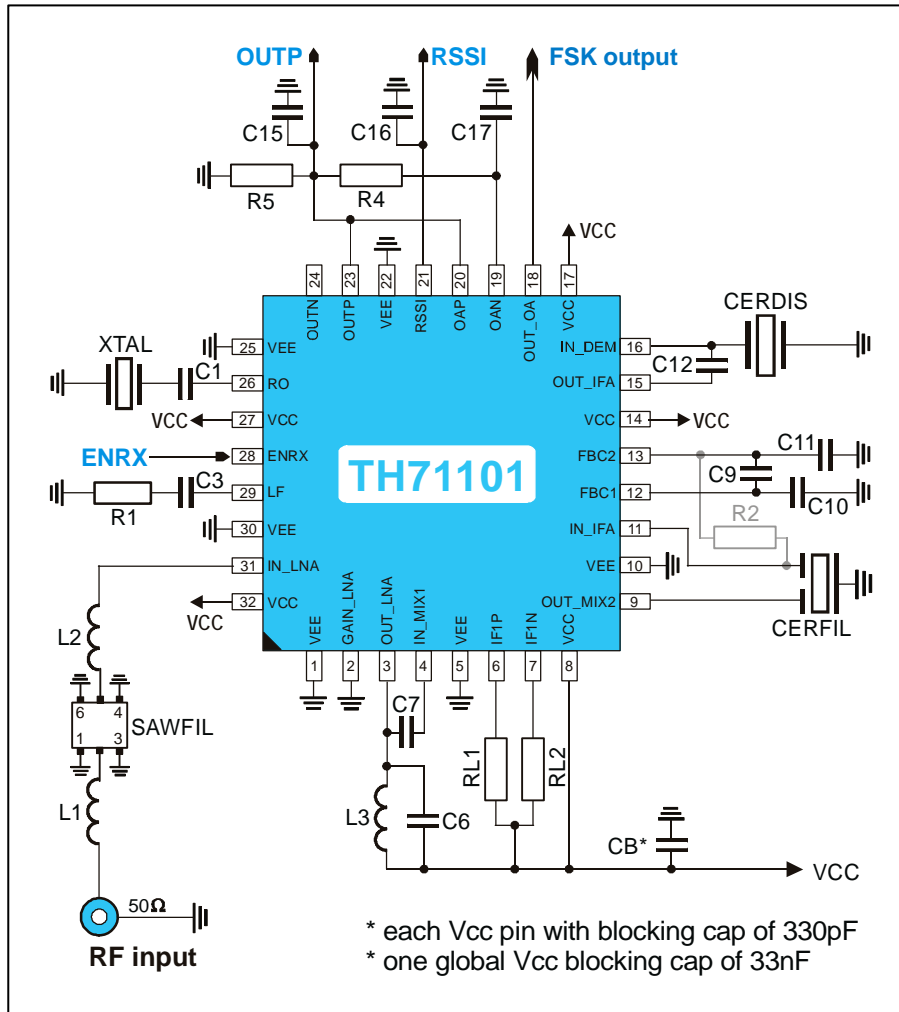 OUTP
RSSI
FSK output
C15
C16
C17
R5
R4
VCC
24
23
22
21
20
19
18
17
OUTN
OUTP
VEE
RSSI
OAP
OAN
OUT_OA
VCC
CERDIS
XTAL
C1
25
VEE
IN_DEM
16
C12
26
RO
OUT_IFA
15
VCC
27
VCC
VCC
14
VCC
ENRX
28
ENRX
TH71101
FBC2
13
C11
C9
R1
C3
29
LF
FBC1
12
C10
30
VEE
IN_IFA
11
R2
31
IN_LNA
VEE
10
VCC
32
VCC
OUT_MIX2
9
CERFIL
VEE
GAIN_LNA
OUT_LNA
IN_MIX1
VEE
IF1P
IF1N
VCC
1
2
3
4
5
6
7
8
L2
6
4
1
3
SAWFIL
C7
RL1
RL2
L1
L3
C6
CB*
VCC
50Ω
RF input
* each Vcc pin with blocking cap of 330pF
* one global Vcc blocking cap of 33nF